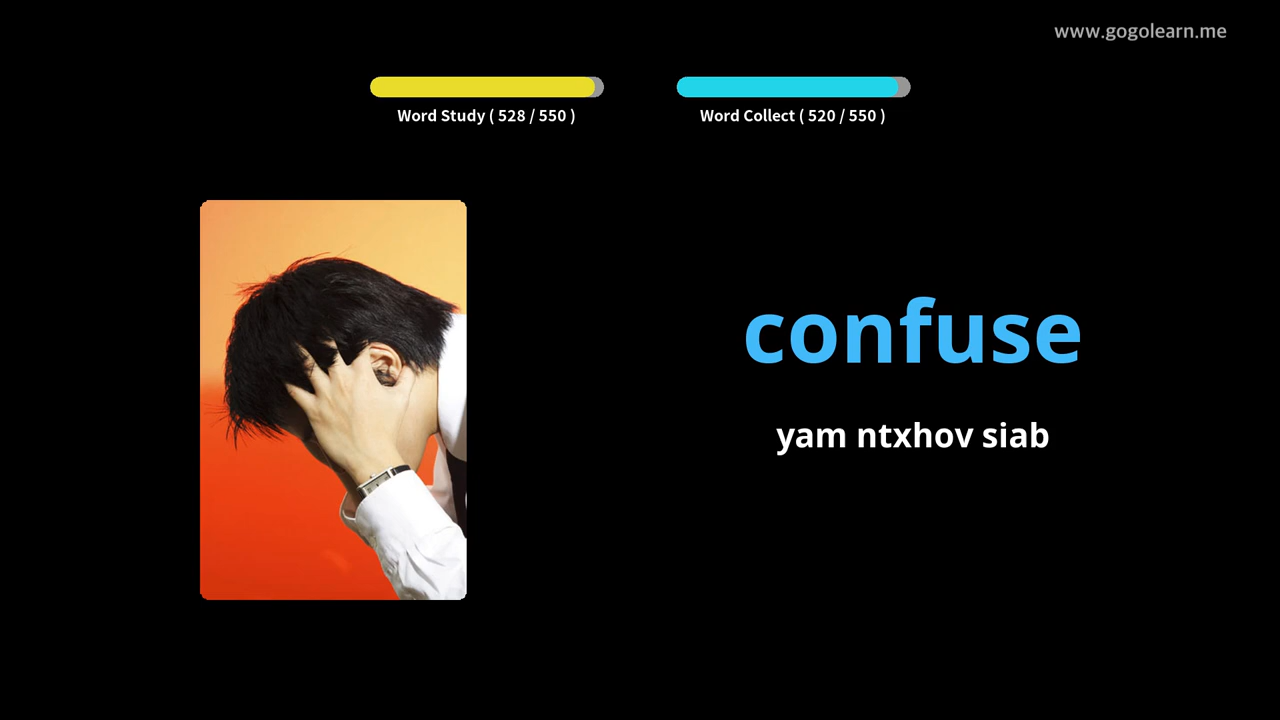 www.gogolearn.me
Word Study ( 528 / 550 )
Word Collect ( 520 / 550 )
confuse
yam ntxhov siab